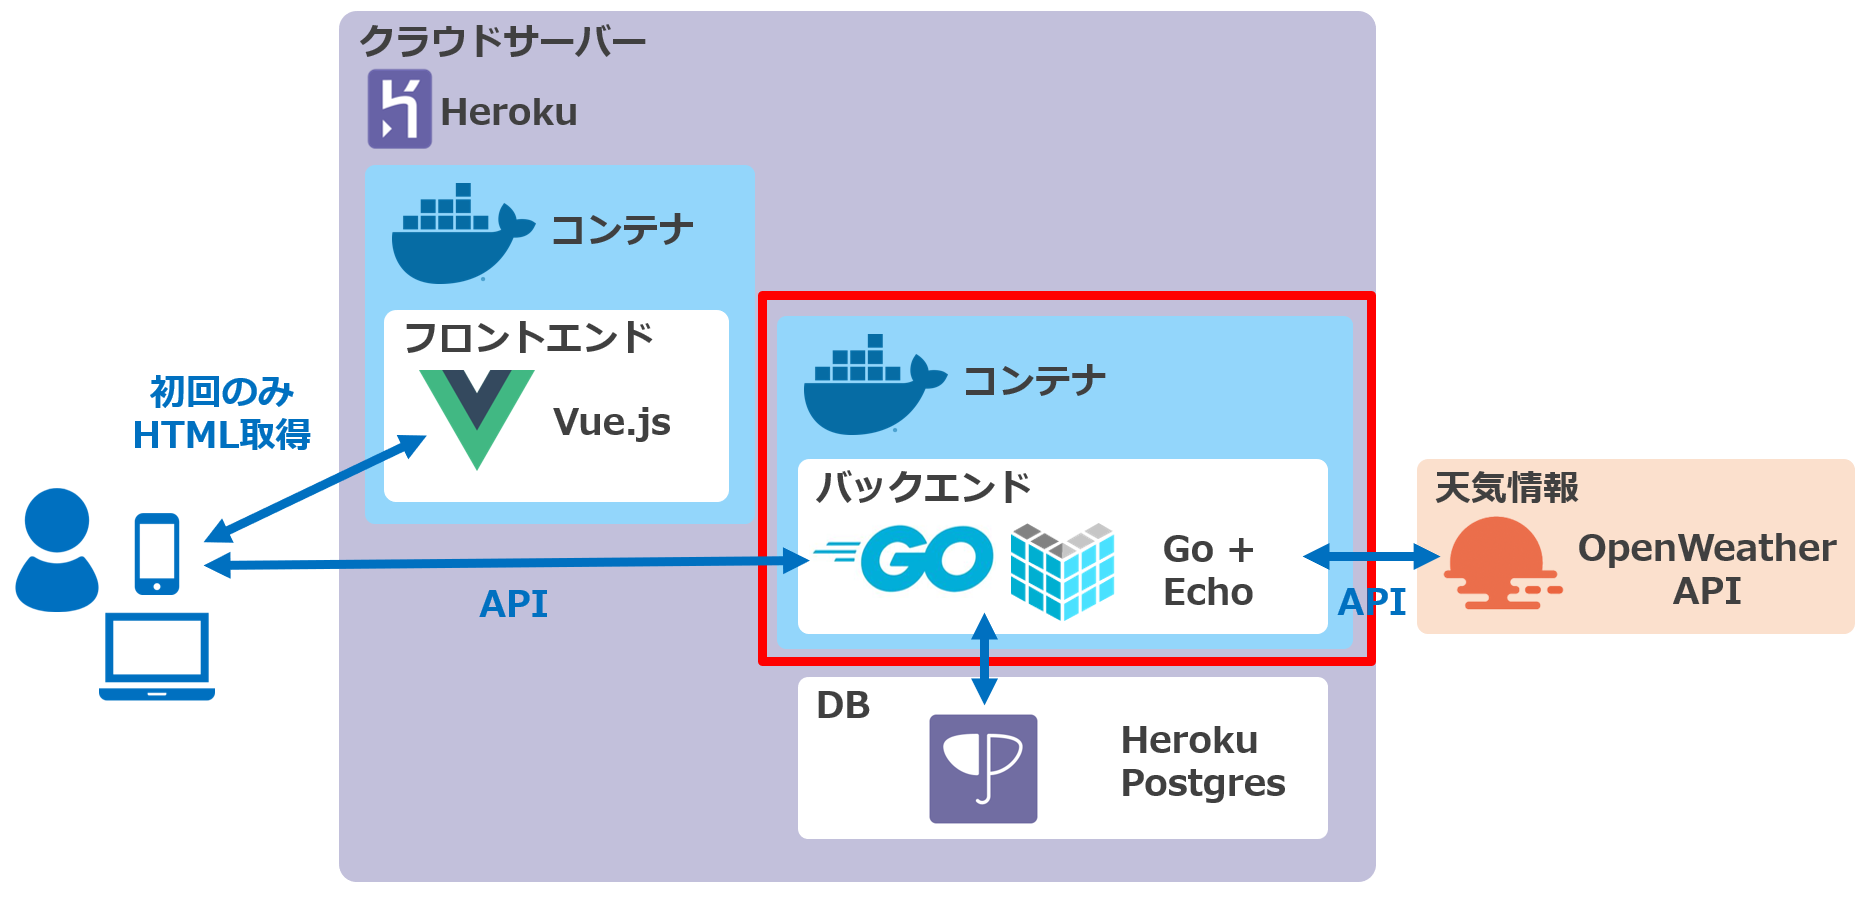 クラウドサーバー
Heroku
コンテナ
フロントエンド
Vue.js
初回のみ
HTML取得
API
コンテナ
バックエンド
GO
Go +
Echo
API
天気情報
OpenWeather
API
DB
Heroku
Postgres